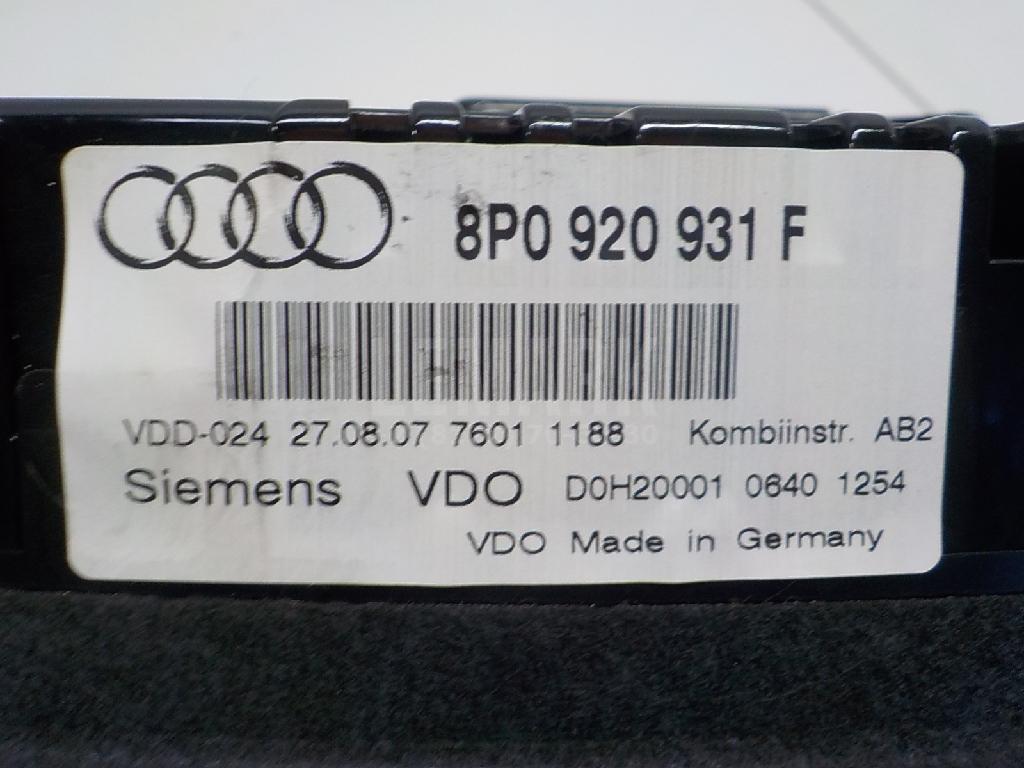 8P0 920 931 F
VDD-024 27.08.07 7601 1188 Kombiinstr. AB2
Siemens VDO D0H20001 0640 1254
VDO Made in Germany